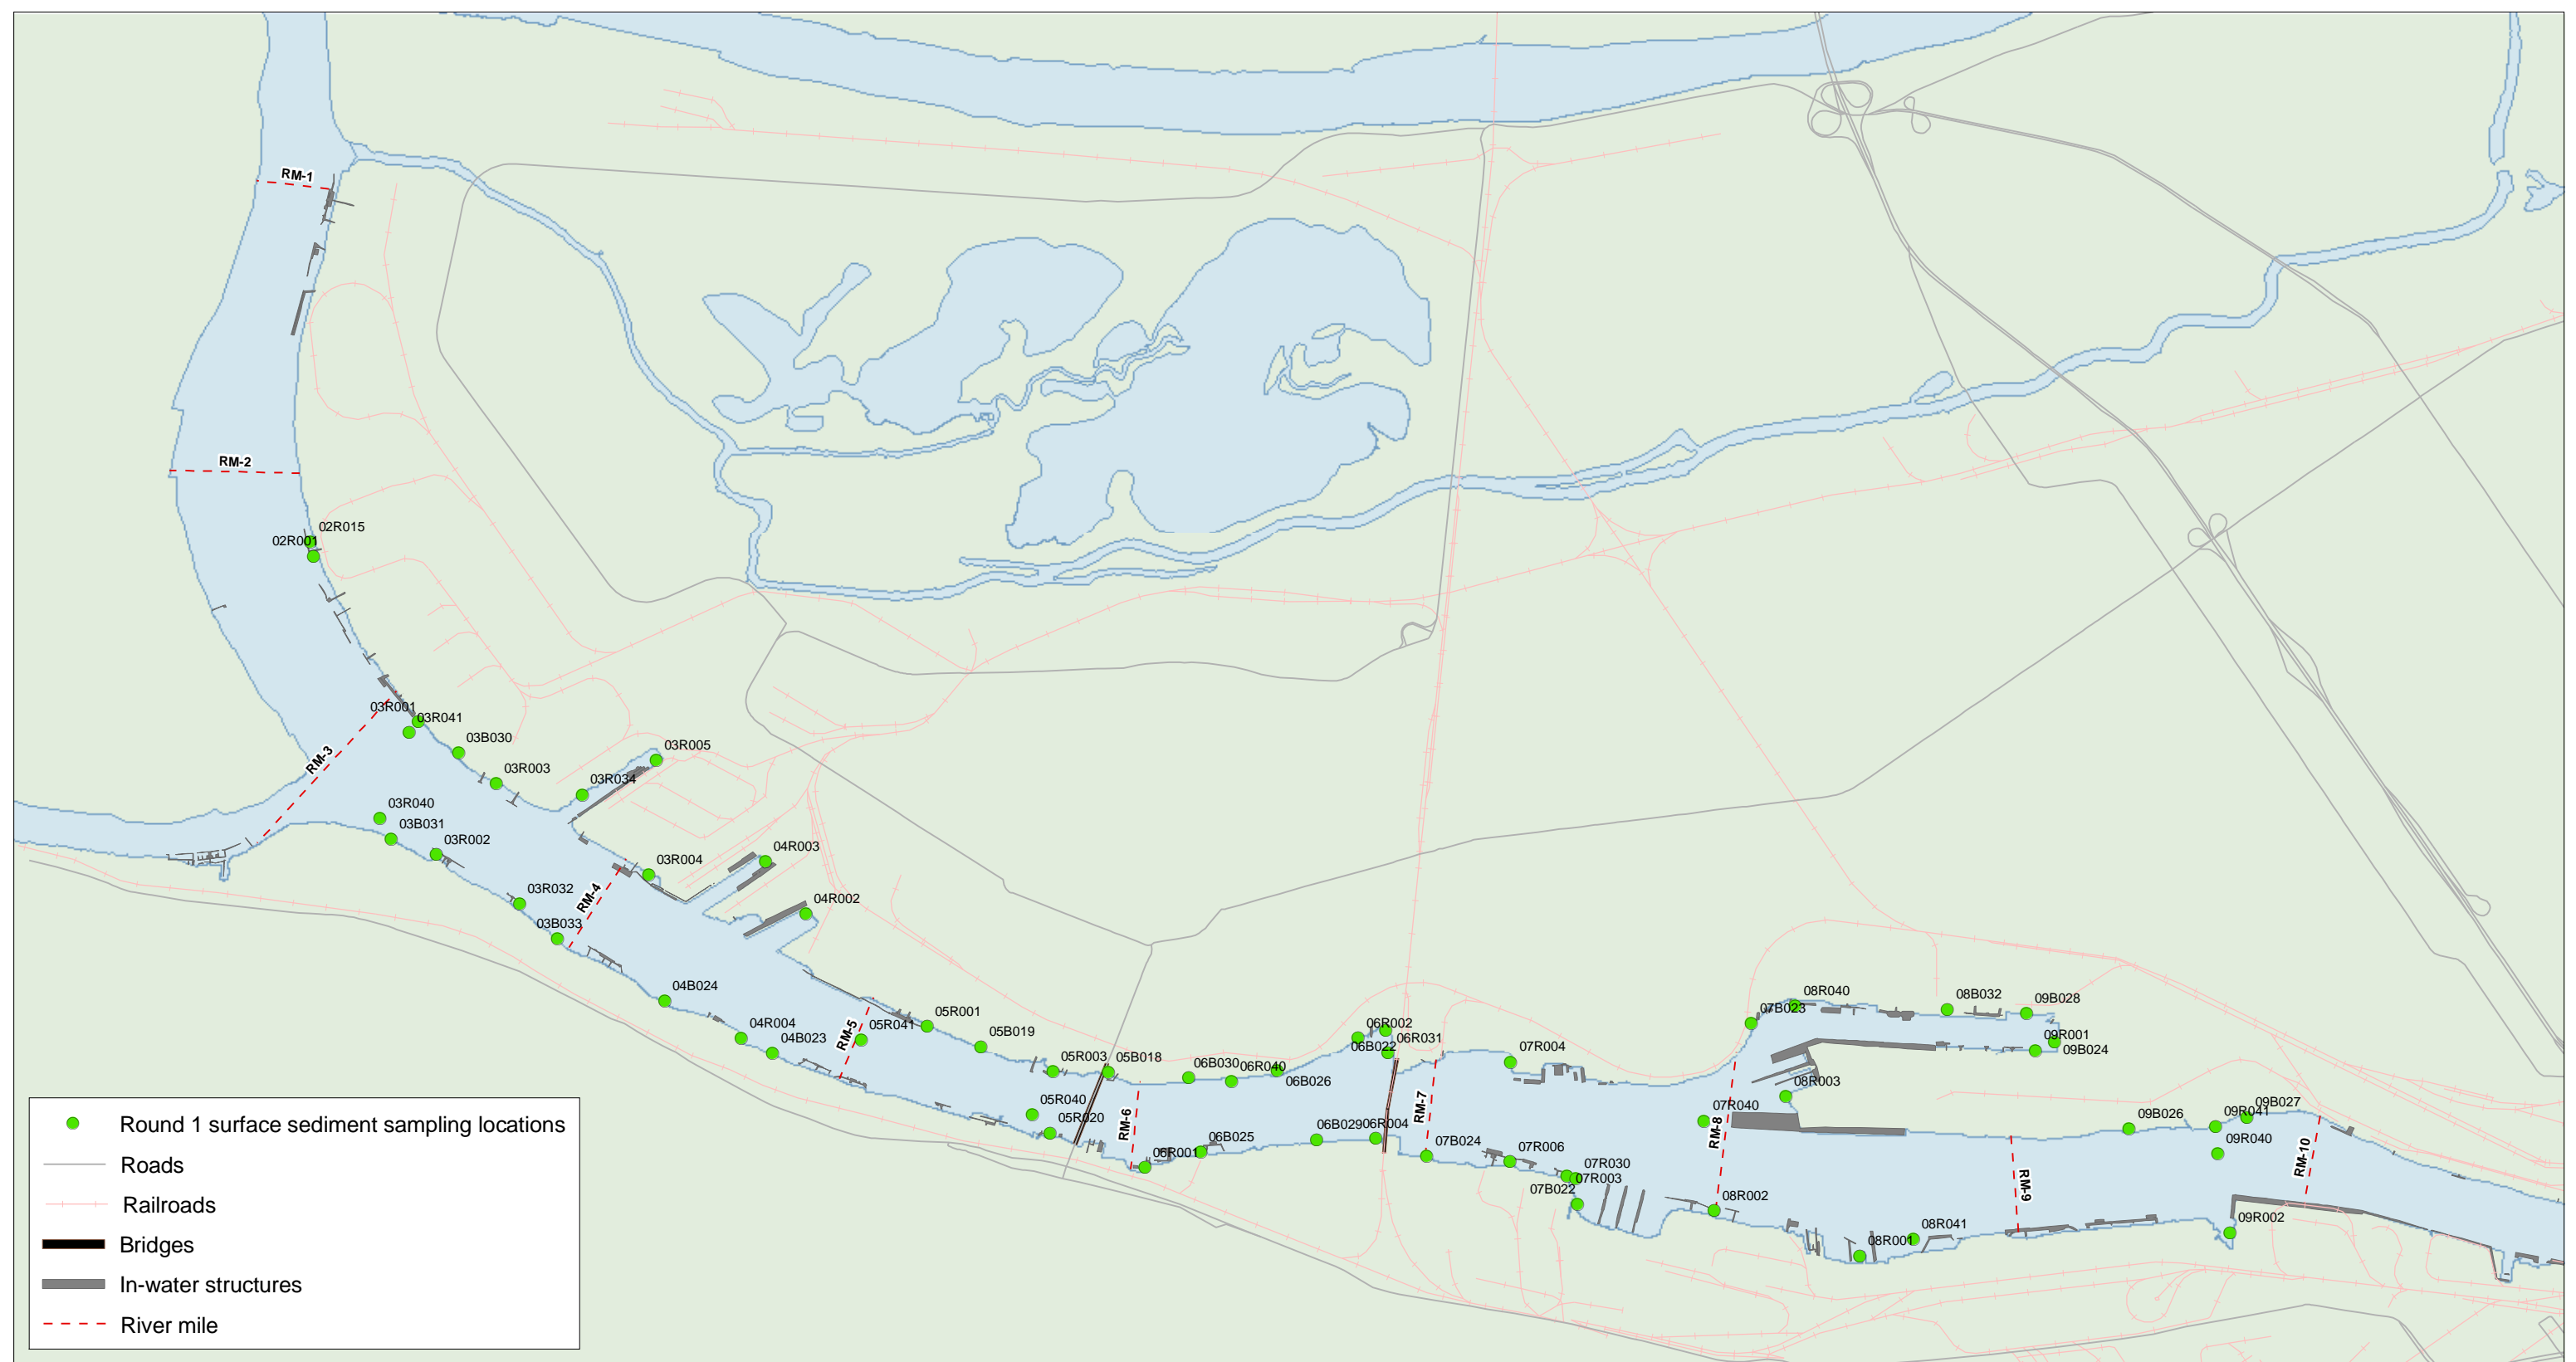 RM-1
RM-2
02R015
02R001
03R001
03R041
03B030
03R005
RM-3
03R003
03R034
03R040
03B031
03R002
03R004
04R003
03R032
RM-4
04R002
03B033
04B024
04R004
04B023
RM-5
05R041
05R001
05B019
05R003
05B018
05R040
05R020
RM-6
06B030
06R040
06B026
06R002
06B022
06R031
06R001
06B025
06B029
06R004
RM-7
07R004
07B024
07R006
07R030
07R003
07B022
07B023
08R040
08B032
09B028
09R001
09B024
08R003
07R040
RM-8
08R002
08R001
08R041
RM-9
09B026
09R041
09B027
09R040
RM-10
09R002
Round 1 surface sediment sampling locations
Roads
Railroads
Bridges
In-water structures
River mile